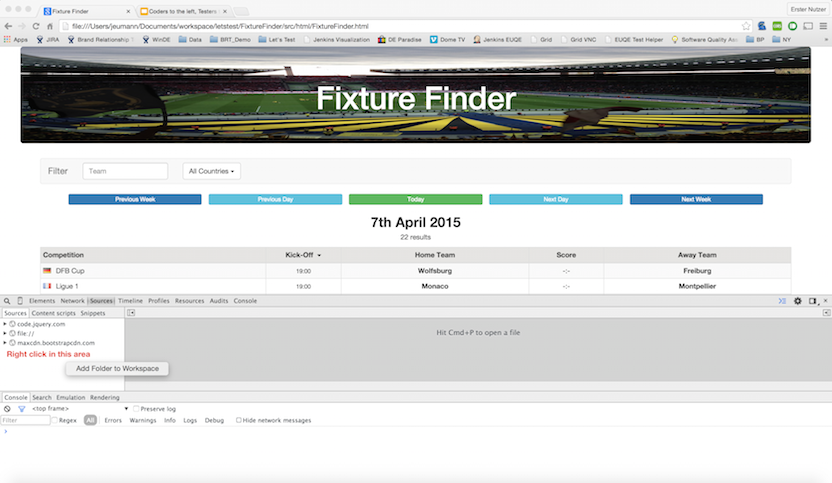 Fixture Finder
Coders to the left, Testers
Erster Nutzer
file:///Users/jeumann/Documents/workspace/letstest/FixtureFinder/src/html/FixtureFinder.html
Apps JIRA Brand Relationship T WinDE Data BRT_Demo Let's Test Jenkins Visualization DE Paradise Dome TV Jenkins EUQE Grid Grid VNC EUQE Test Helper Software Quality Ass BP NY
Fixture Finder
Filter Team All Countries
Previous Week Previous Day Today Next Day Next Week
7th April 2015
22 results
Competition Kick-Off Home Team Score Away Team
DFB Cup 19:00 Wolfsburg -:- Freiburg
Ligue 1 19:00 Monaco -:- Montpellier
Elements Network Sources Timeline Profiles Resources Audits Console
Sources Content scripts Snippets
code.jquery.com
file://
maxcdn.bootstrapcdn.com
Hit Cmd+P to open a file
Right click in this area
Add Folder to Workspace
Console Search Emulation Rendering
<top frame> Preserve log
Filter Regex All Errors Warnings Info Logs Debug Hide network messages